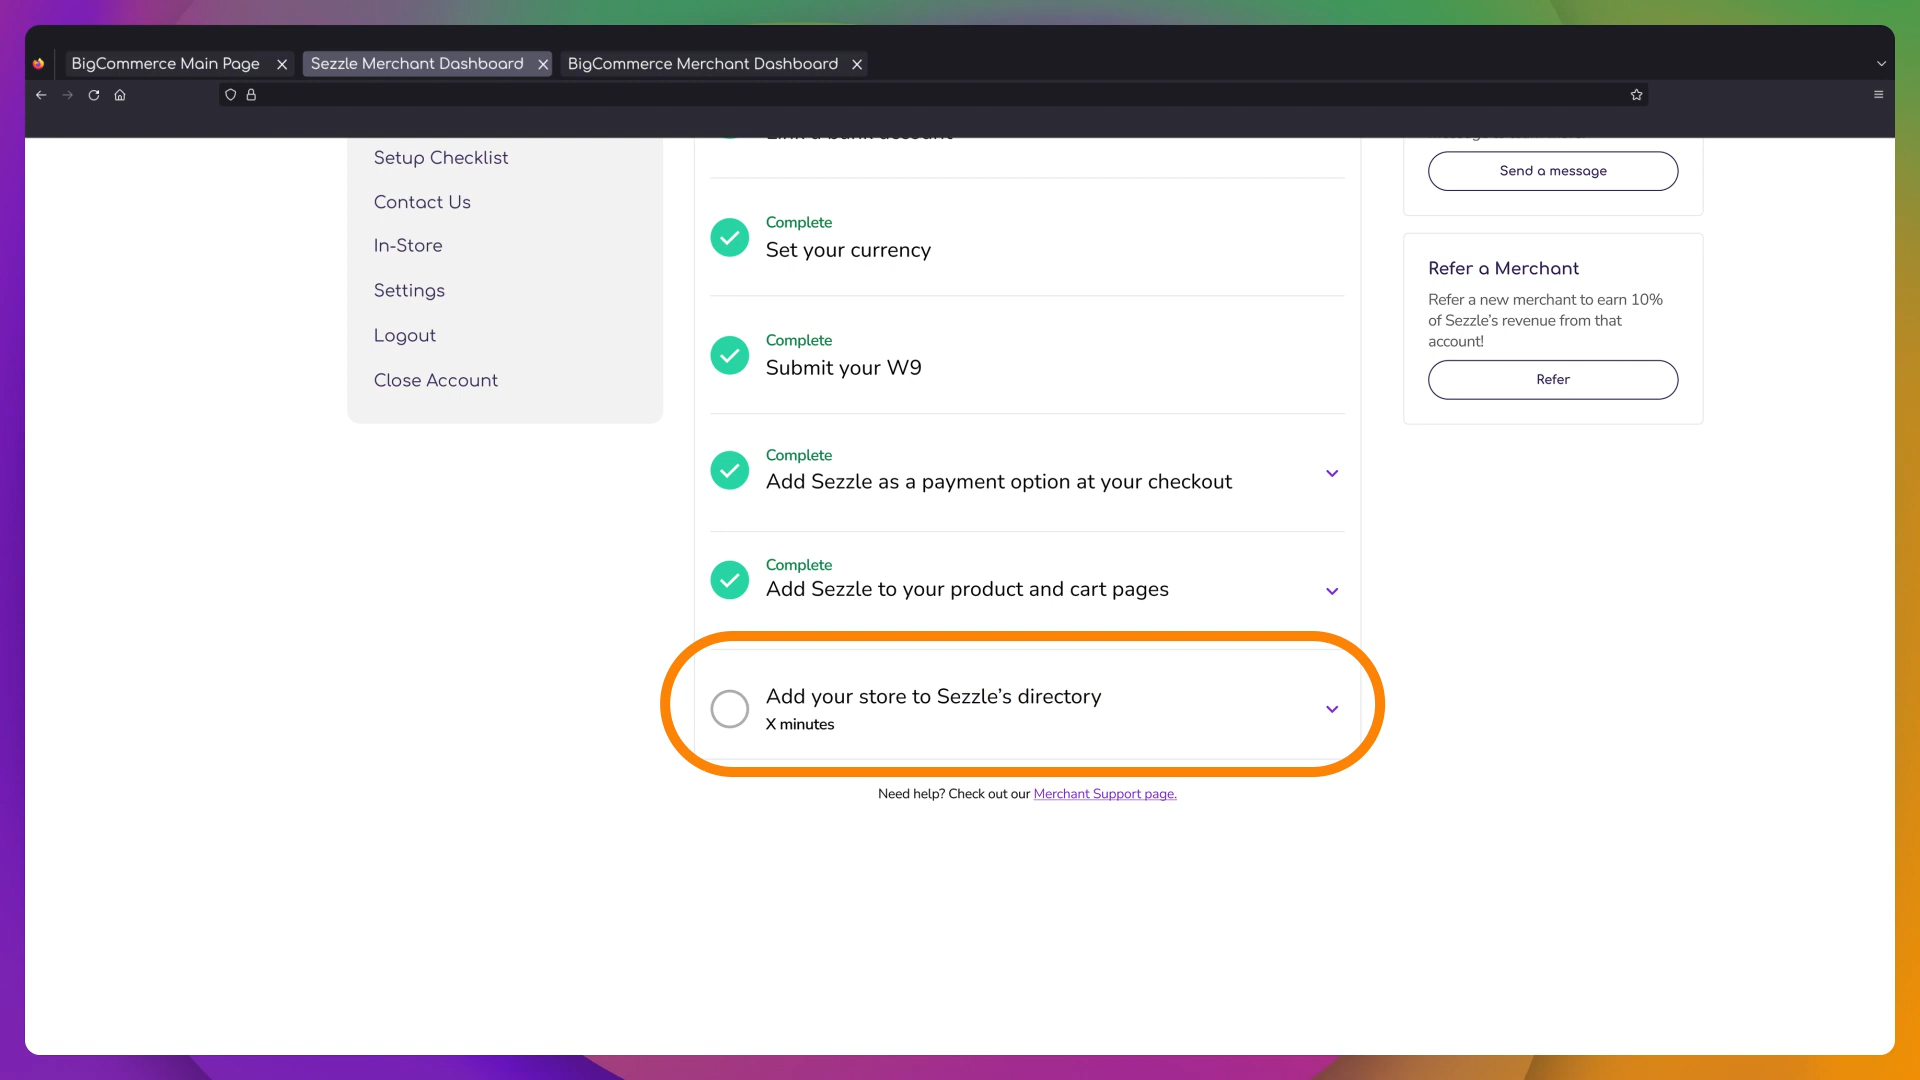 BigCommerce Main Page
Sezzle Merchant Dashboard
BigCommerce Merchant Dashboard
Setup Checklist
Contact Us
In-Store
Settings
Logout
Close Account
Link a bank account
Complete
Set your currency
Complete
Submit your W9
Complete
Add Sezzle as a payment option at your checkout
Complete
Add Sezzle to your product and cart pages
Add your store to Sezzle’s directory
X minutes
Need help? Check out our Merchant Support page.
Send a message
Refer a Merchant
Refer a new merchant to earn 10%
of Sezzle’s revenue from that
account!
Refer